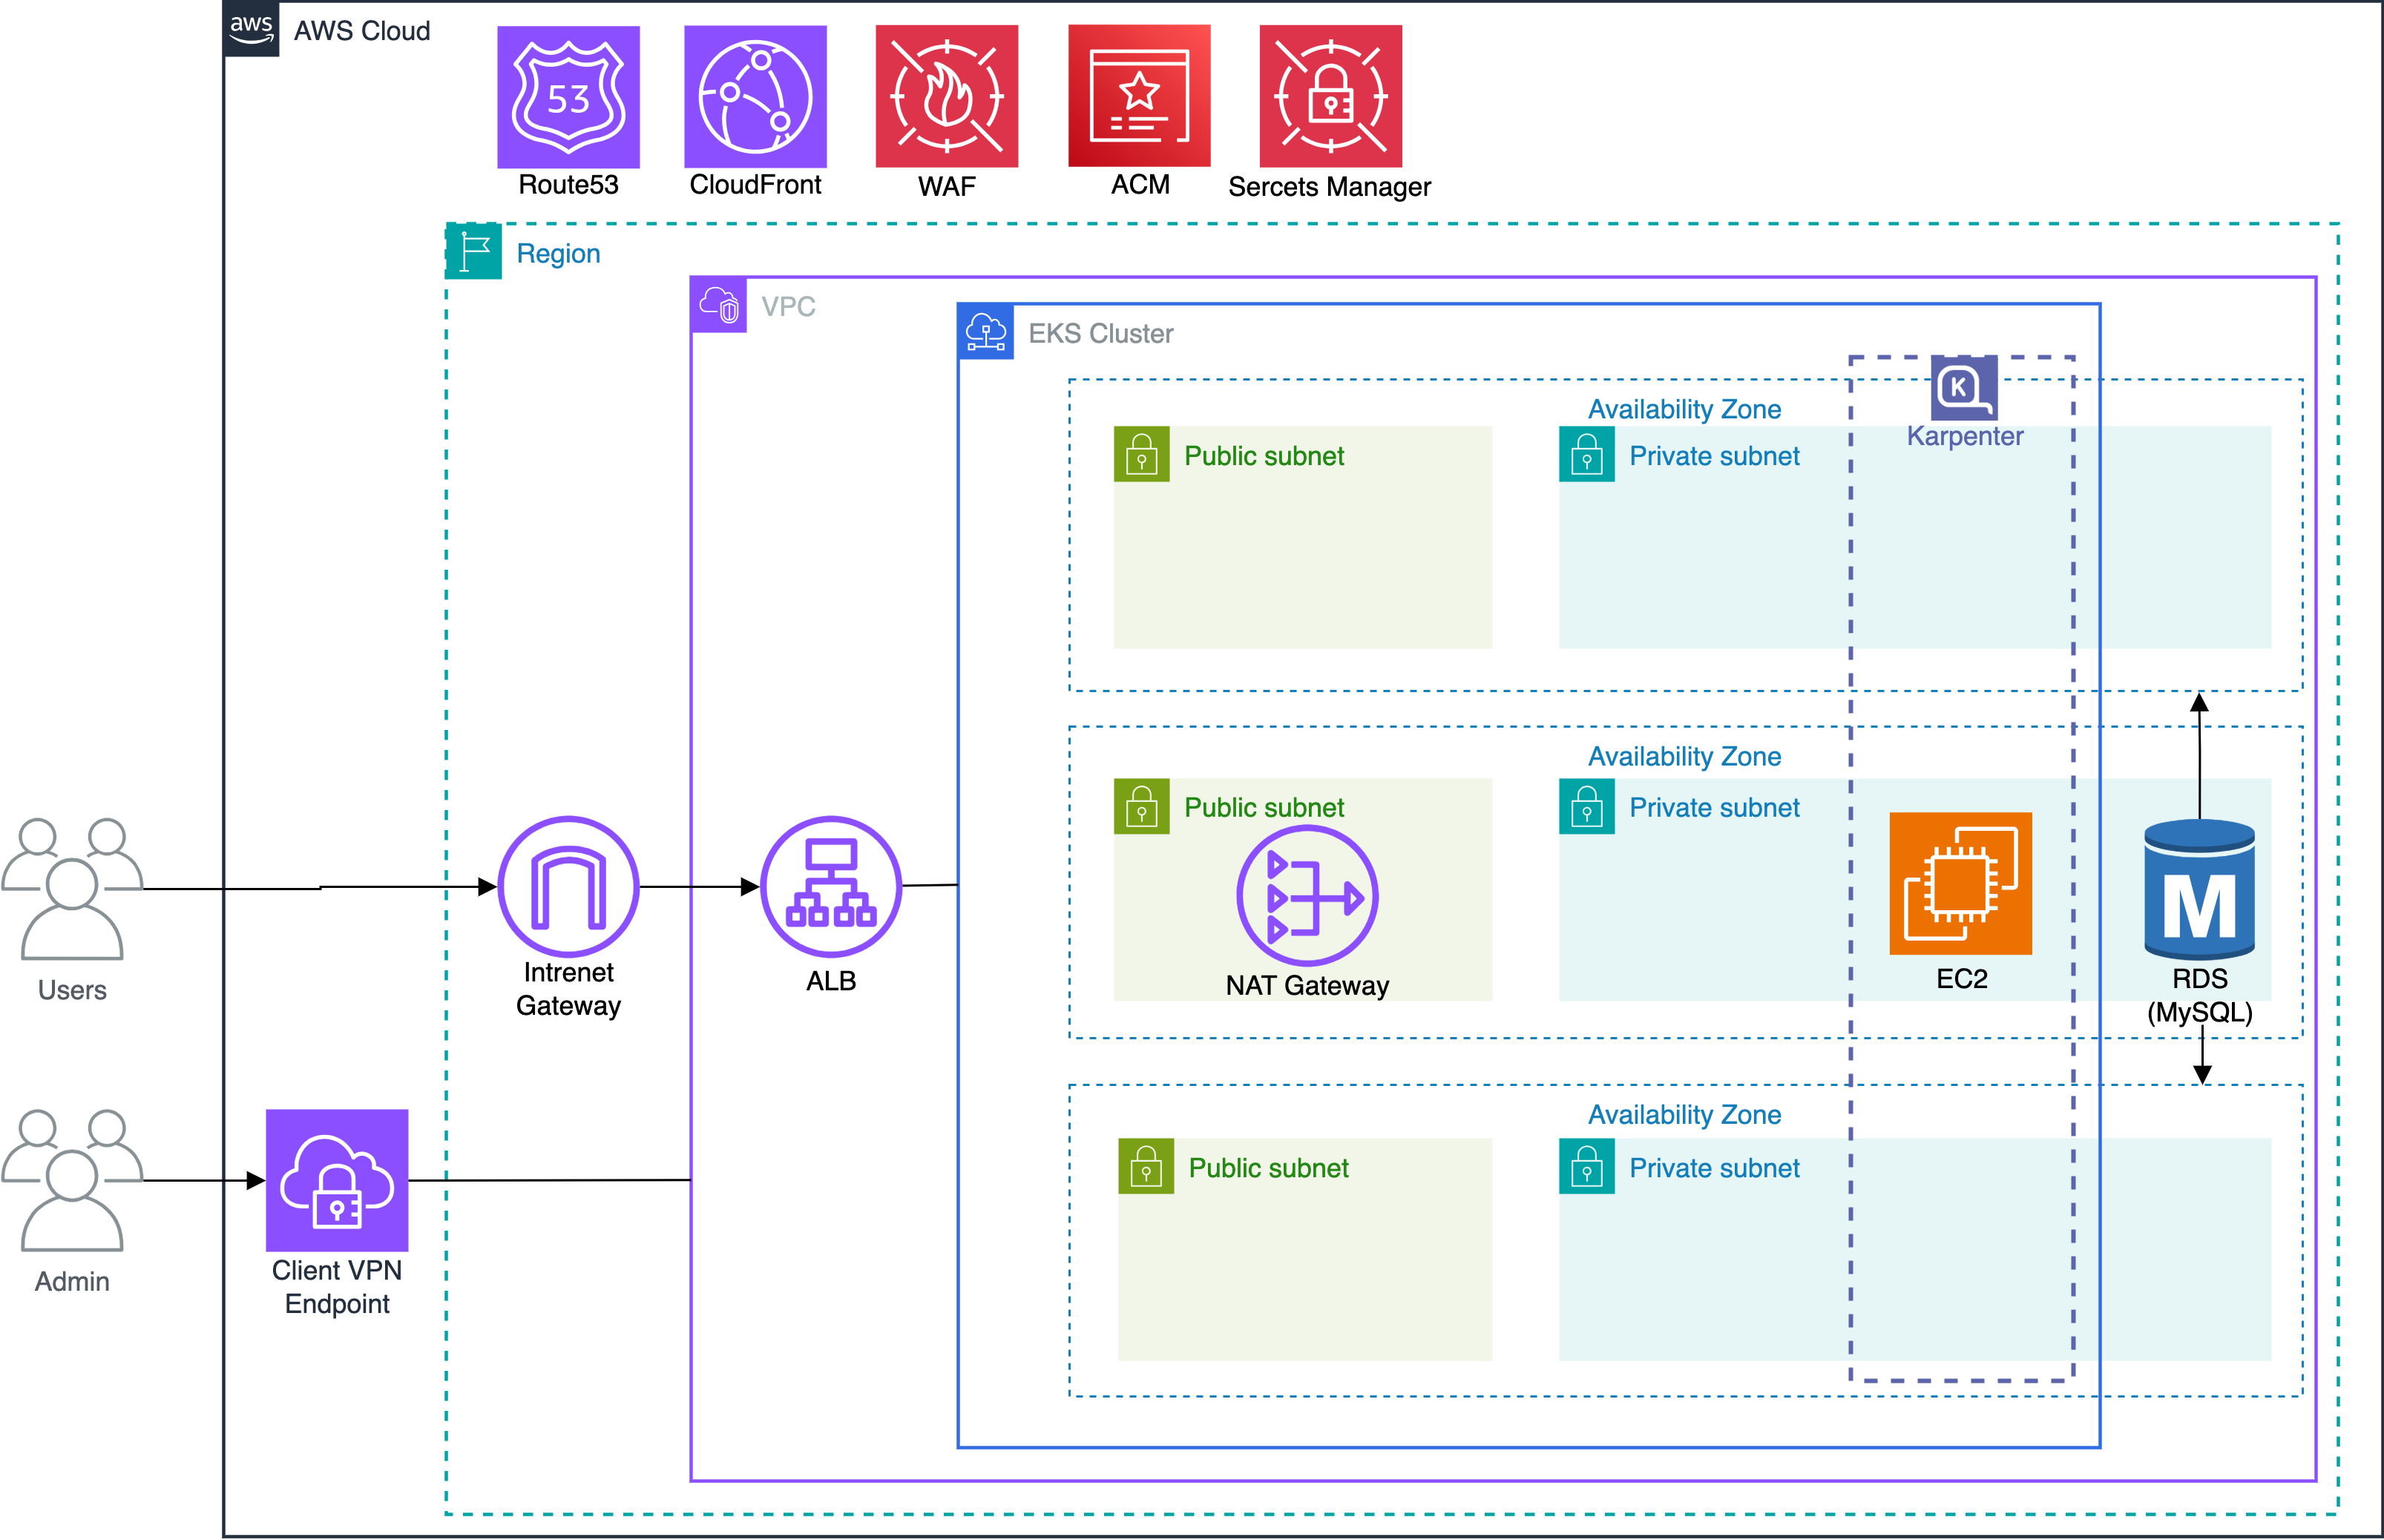 aws
AWS Cloud
53
Route53
CloudFront
WAF
ACM
Sercets Manager
Region
VPC
EKS Cluster
K
Karpenter
Availability Zone
Public subnet
Private subnet
Availability Zone
Public subnet
Private subnet
Users
Intrenet
Gateway
ALB
NAT Gateway
EC2
M
RDS
(MySQL)
Availability Zone
Public subnet
Private subnet
Admin
Client VPN
Endpoint